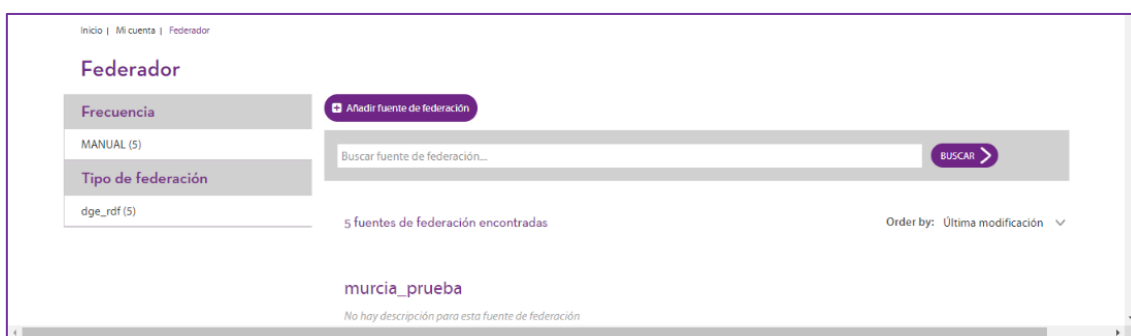 Inicio | Mi cuenta | Federador
Federador
Frecuencia
MANUAL (5)
Tipo de federación
dge_rdf (5)
Añadir fuente de federación
Buscar fuente de federación...
BUSCAR
5 fuentes de federación encontradas
Order by: Última modificación
murcia_prueba
No hay descripción para esta fuente de federación